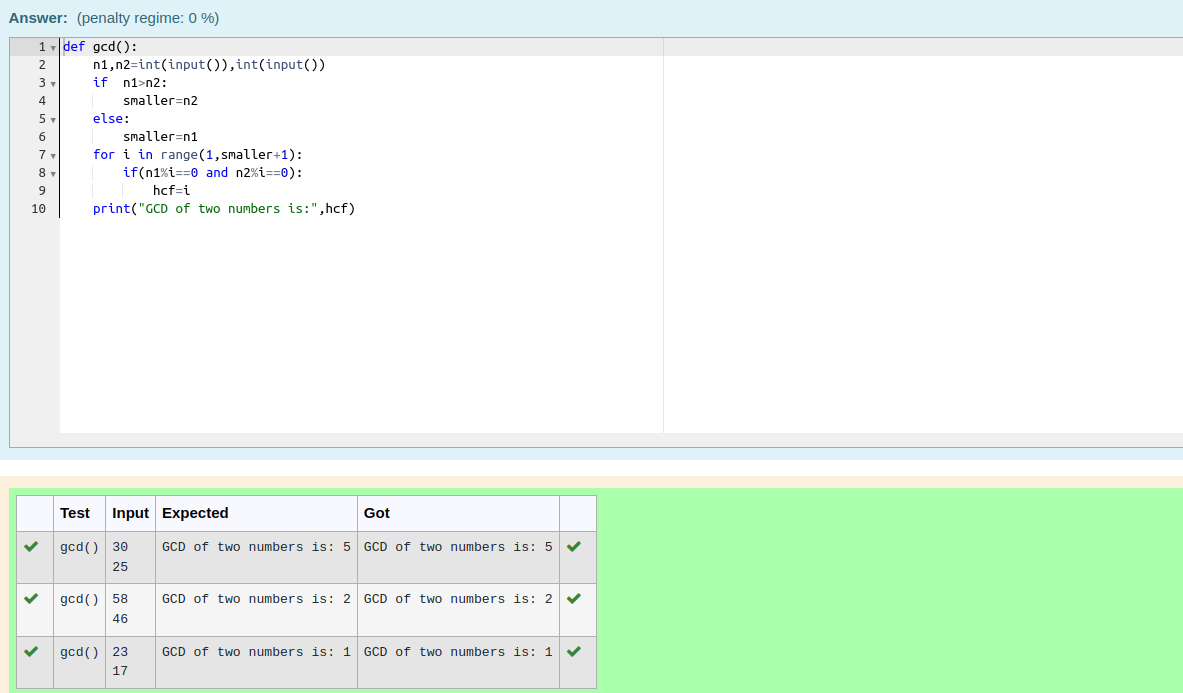 Answer: (penalty regime: 0 %)
1 def gcd():
2     n1,n2=int(input()),int(input())
3     if  n1>n2:
4         smaller=n2
5     else:
6         smaller=n1
7     for i in range(1,smaller+1):
8         if(n1%i==0 and n2%i==0):
9             hcf=i
10     print("GCD of two numbers is:",hcf)
Test Input Expected Got
gcd() 30 GCD of two numbers is: 5 GCD of two numbers is: 5
25
gcd() 58 GCD of two numbers is: 2 GCD of two numbers is: 2
46
gcd() 23 GCD of two numbers is: 1 GCD of two numbers is: 1
17